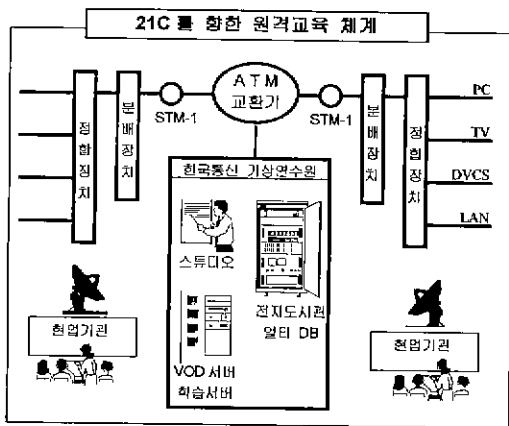 21C 를 향한 원격교육 체계
ATM
교환기
STM-1
STM-1
정합장치
분배장치
분배장치
정합장치
PC
TV
DVCS
LAN
한국통신 가상연수원
스튜디오
전자도서관
멀티 DB
VOD 서버
학습서버
현업기관
현업기관